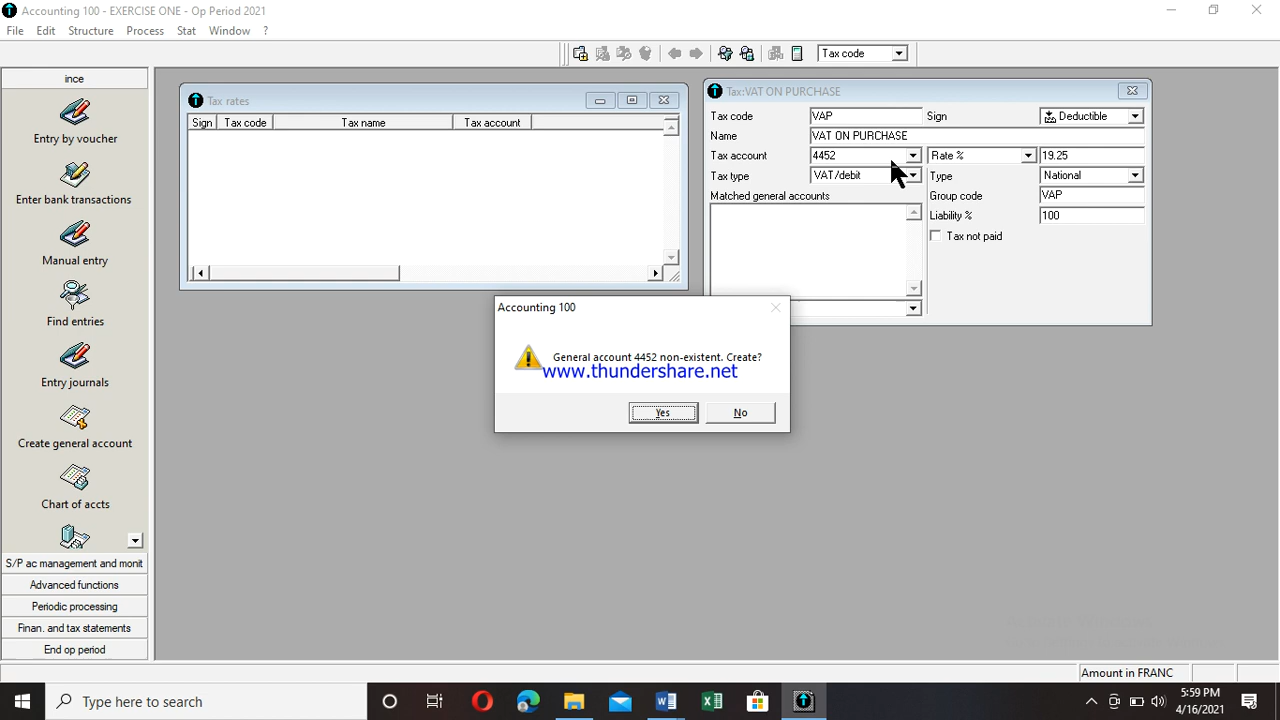 Accounting 100 - EXERCISE ONE - Op Period 2021
File Edit Structure Process Stat Window ?
Tax code
ince
Entry by voucher
Enter bank transactions
Manual entry
Find entries
Entry journals
Create general account
Chart of accts
S/P ac management and monit
Advanced functions
Periodic processing
Finan. and tax statements
End op period
Tax rates
Sign Tax code Tax name Tax account
Tax:VAT ON PURCHASE
Tax code VAP Sign Deductible
Name VAT ON PURCHASE
Tax account 4452 Rate % 19.25
Tax type VAT/debit Type National
Matched general accounts Group code VAP
Liability % 100
Tax not paid
Accounting 100
General account 4452 non-existent. Create?
www.thundershare.net
Yes No
Amount in FRANC
Type here to search
5:59 PM
4/16/2021